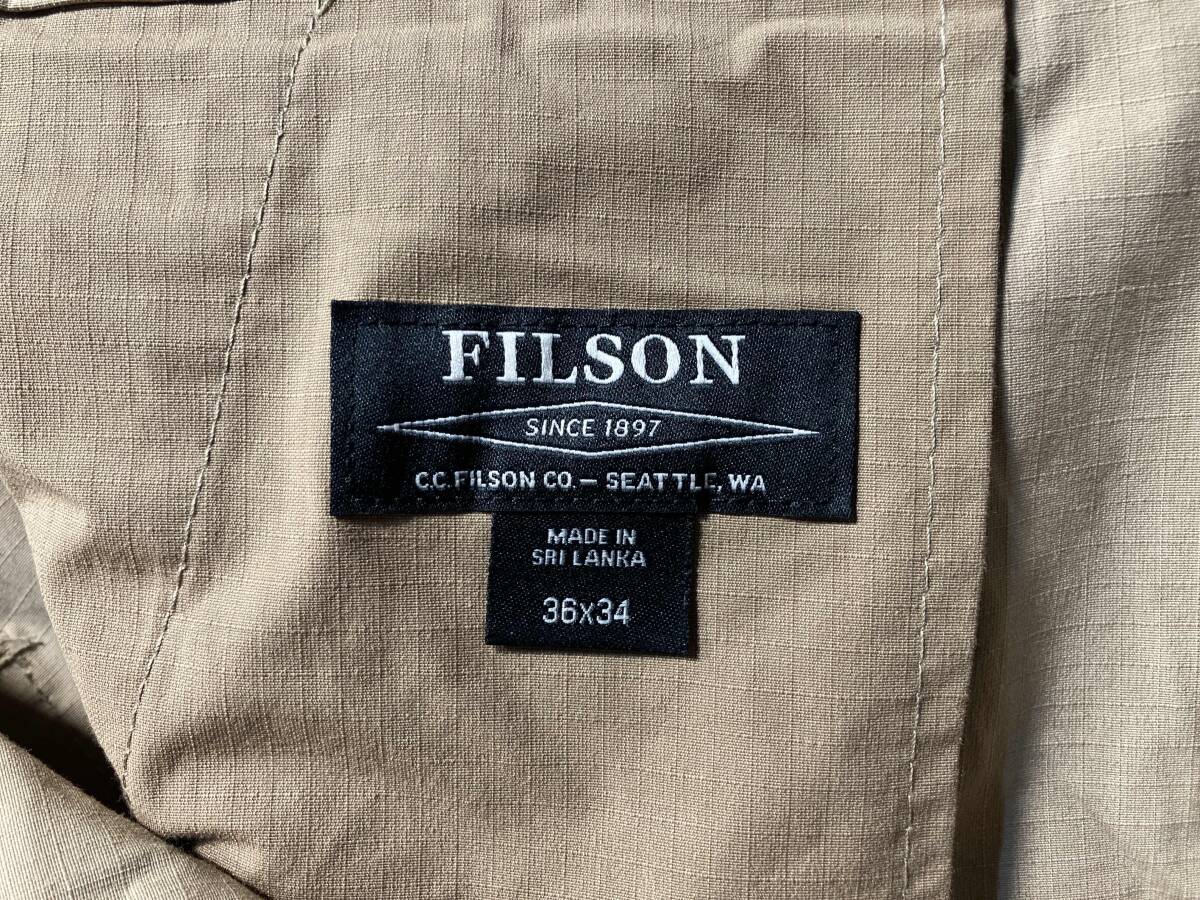 FILSON
SINCE 1897
C.C. FILSON CO. – SEATTLE, WA
MADE IN
SRI LANKA
36X34